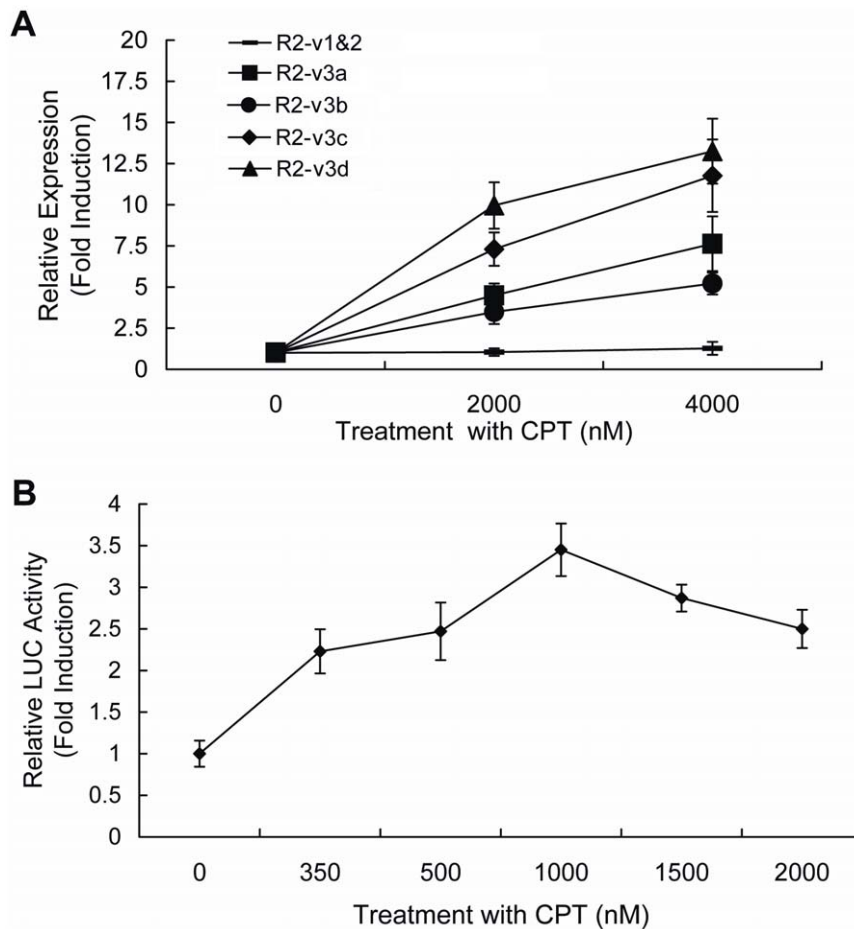 A
20
17.5
15
12.5
10
7.5
5
2.5
0
Relative Expression
(Fold Induction)
R2-v1&2
R2-v3a
R2-v3b
R2-v3c
R2-v3d
0 2000 4000
Treatment with CPT (nM)
B
4
3.5
3
2.5
2
1.5
1
0.5
0
Relative LUC Activity
(Fold Induction)
0 350 500 1000 1500 2000
Treatment with CPT (nM)